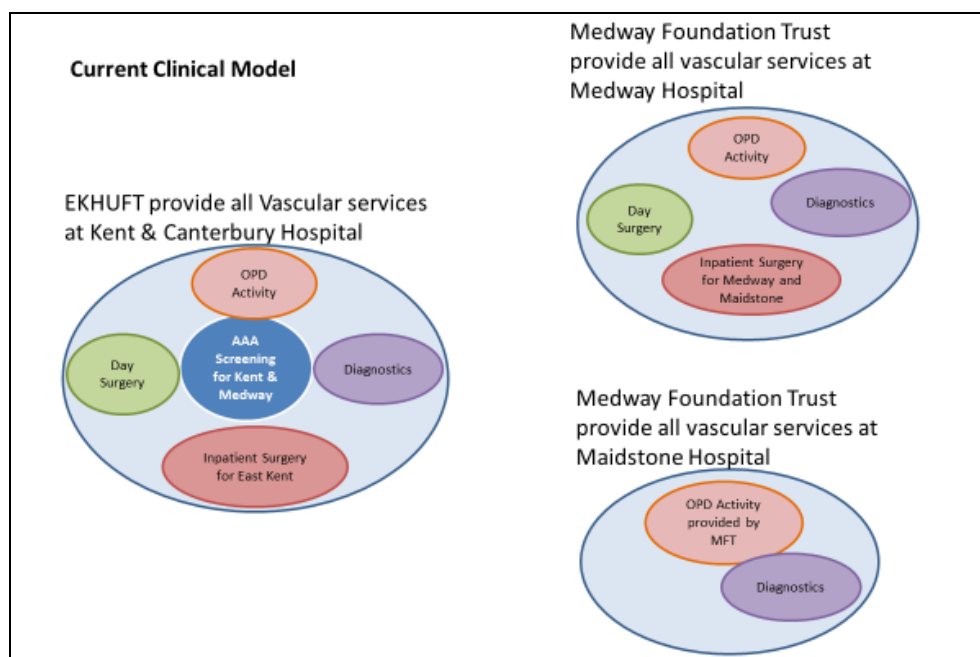 Current Clinical Model
EKHUFT provide all Vascular services
at Kent & Canterbury Hospital
OPD
Activity
AAA
Screening
for Kent &
Medway
Day
Surgery
Diagnostics
Inpatient Surgery
for East Kent
Medway Foundation Trust
provide all vascular services at
Medway Hospital
OPD
Activity
Day
Surgery
Diagnostics
Inpatient Surgery
for Medway and
Maidstone
Medway Foundation Trust
provide all vascular services at
Maidstone Hospital
OPD Activity
provided by
MFT
Diagnostics